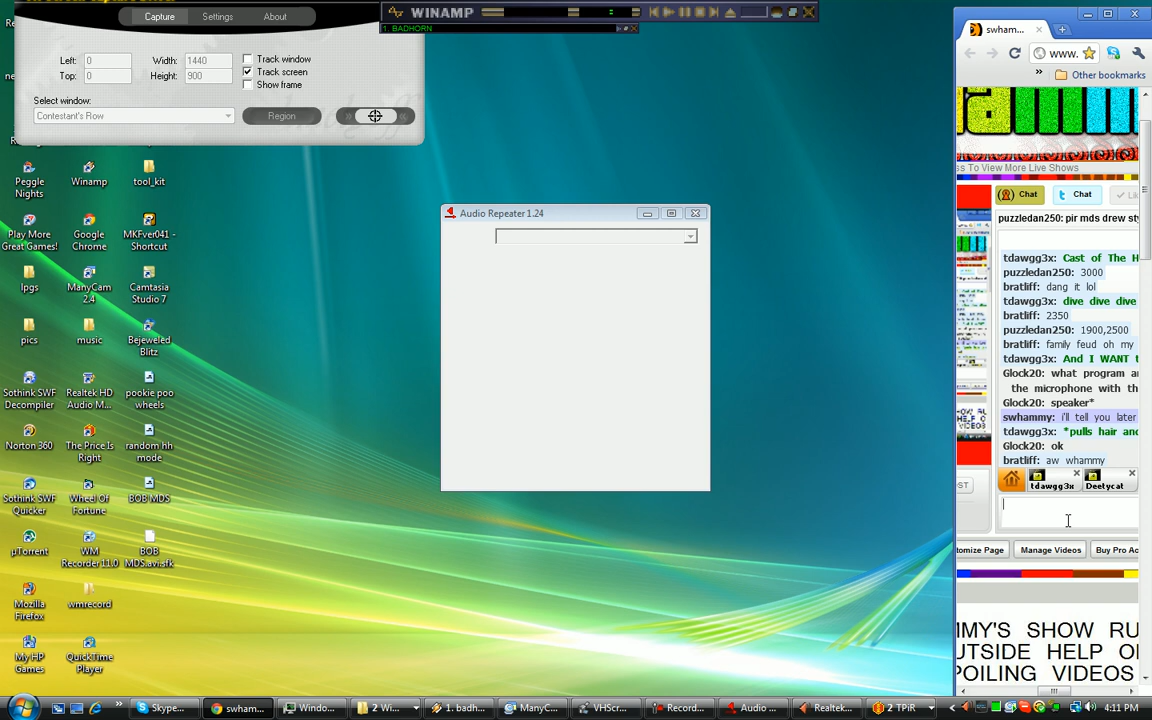 Capture
Settings
About
Left:
0
Width:
1440
Top:
0
Height:
900
Track window
Track screen
Show frame
Select window:
Contestant's Row
Region
WINAMP
1. BADHORN
Peggle
Nights
Winamp
tool_kit
Play More
Great Games!
Google
Chrome
MKFver041 -
Shortcut
lpgs
ManyCam
2.4
Camtasia
Studio 7
pics
music
Bejeweled
Blitz
Sothink SWF
Decompiler
Realtek HD
Audio M...
pookie poo
wheels
Norton 360
The Price Is
Right
random hh
mode
Sothink SWF
Quicker
Wheel Of
Fortune
BOB MDS
µTorrent
WM
Recorder 11.0
BOB
MDS.avi.sfk
Mozilla
Firefox
wmrecord
My HP
Games
QuickTime
Player
Audio Repeater 1.24
swham...
www.
Other bookmarks
ss To View More Live Shows
Chat
Chat
puzzledan250: pir mds drew sty
tdawgg3x: Cast of The H
puzzledan250: 3000
bratliff: dang it lol
tdawgg3x: dive dive dive
bratliff: 2350
puzzledan250: 1900,2500
bratliff: family feud oh my
tdawgg3x: And I WANT t
Glock20: what program ar
the microphone with th
Glock20: speaker*
swhammy: i'll tell you later
tdawgg3x: *pulls hair and
Glock20: ok
bratliff: aw whammy
tdawgg3x
Deetycat
ST
tomize Page
Manage Videos
Buy Pro Ac
MMY'S SHOW RU
UTSIDE HELP O
POILING VIDEOS
Skype...
swham...
Windo...
2 Wi...
1. badh...
ManyC...
VHScr...
Record...
Audio ...
Realtek...
2 TPiR
4:11 PM